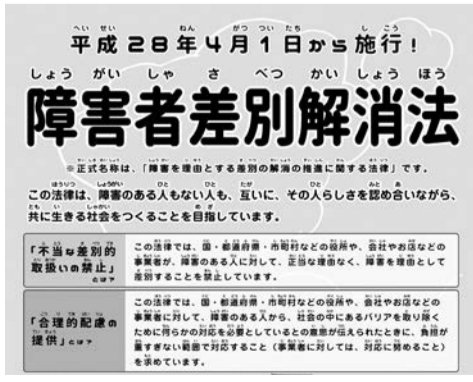 平成28年4月1日から施行!
障害者差別解消法
※正式名称は、「障害を理由とする差別の解消の推進に関する法律」です。
この法律は、障害のある人もない人も、互いに、その人らしさを認め合いながら、
共に生きる社会をつくることを目指しています。
「不当な差別的
取扱いの禁止」
とは?
この法律では、国・都道府県・市町村などの役所や、会社やお店などの
事業者が、障害のある人に対して、正当な理由なく、障害を理由として
差別することを禁止しています。
「合理的配慮の
提供」とは?
この法律では、国・都道府県・市町村などの役所や、会社やお店などの
事業者に対して、障害のある人から、社会の中にあるバリアを取り除く
ために何らかの対応を必要としているとの意思が伝えられたときに、負担が
重すぎない範囲で対応すること(事業者に対しては、対応に努めること)
を求めています。